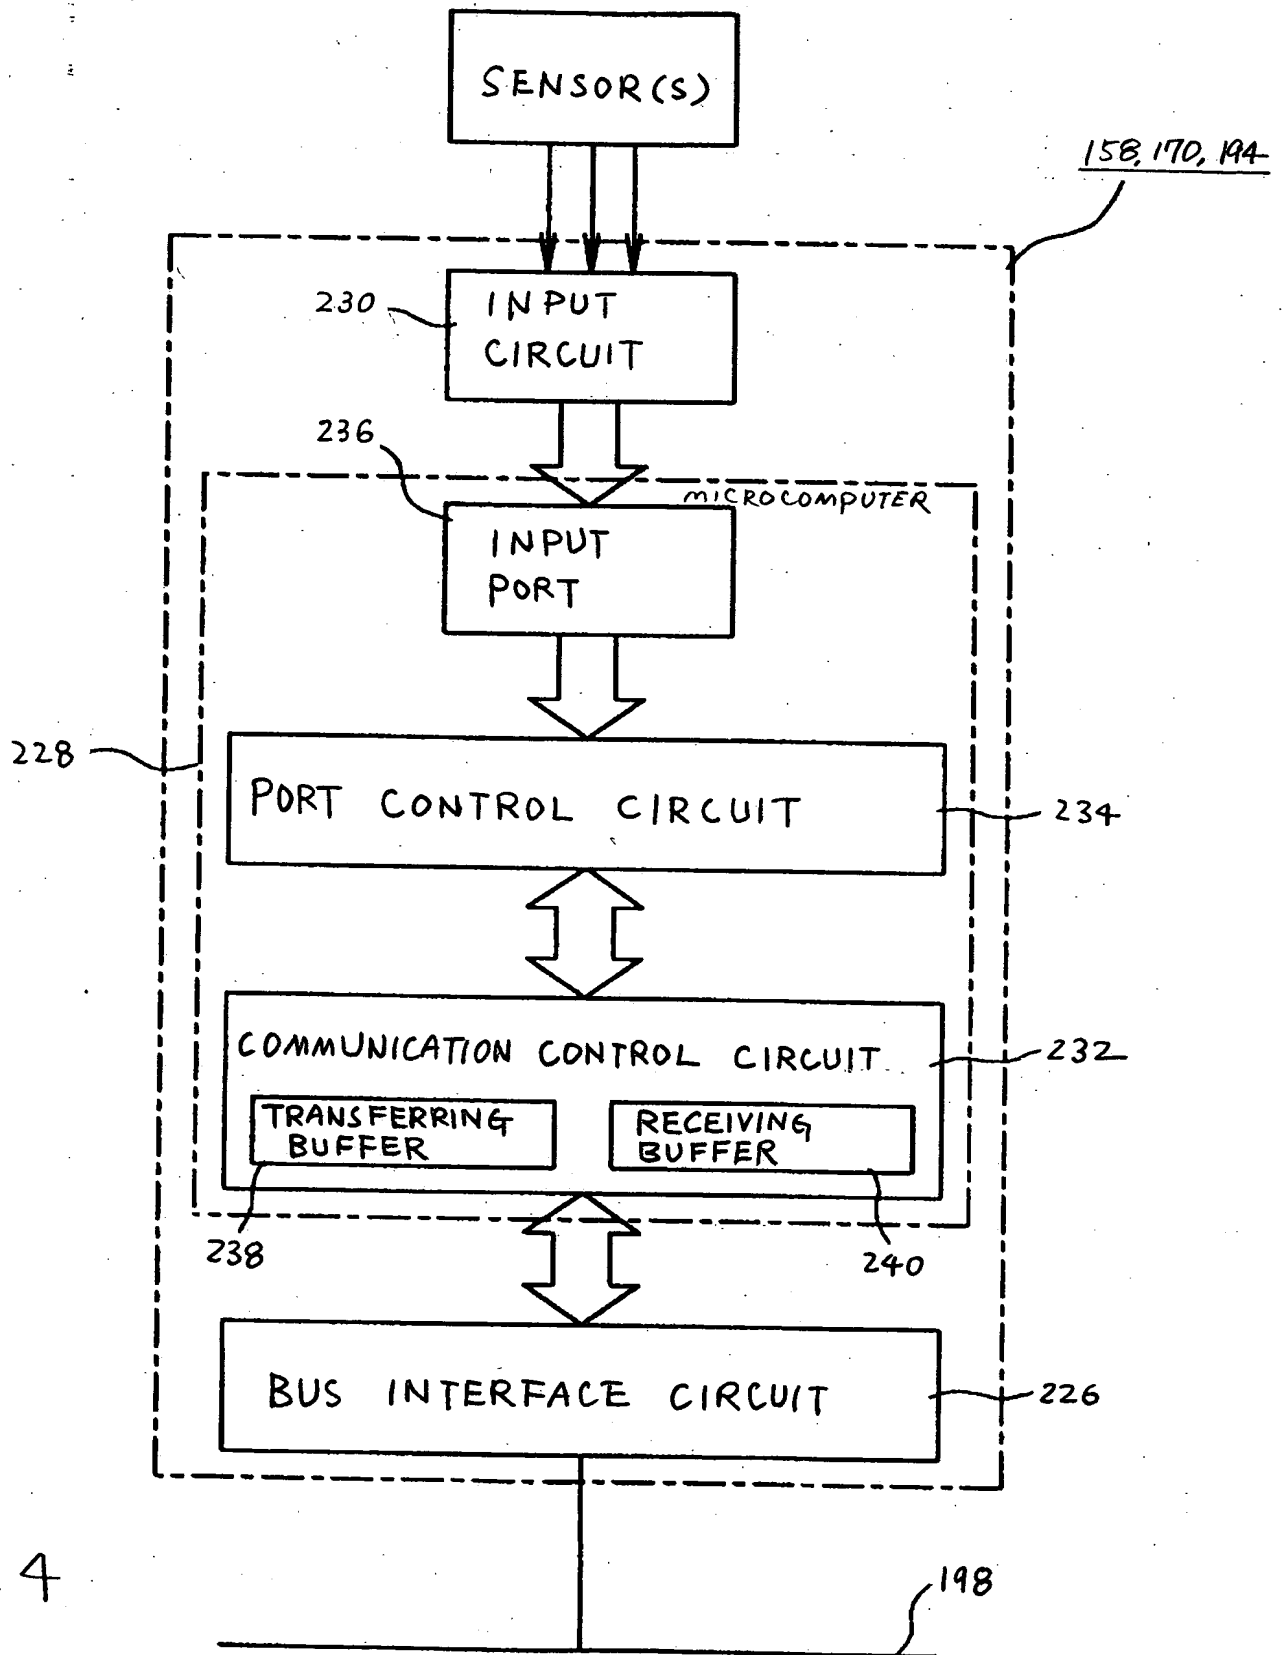 SENSOR(S)
158, 170, 194
230
INPUT
CIRCUIT
236
MICROCOMPUTER
INPUT
PORT
228
PORT CONTROL CIRCUIT
234
COMMUNICATION CONTROL CIRCUIT
232
TRANSFERRING
BUFFER
RECEIVING
BUFFER
238
240
BUS INTERFACE CIRCUIT
226
4
198